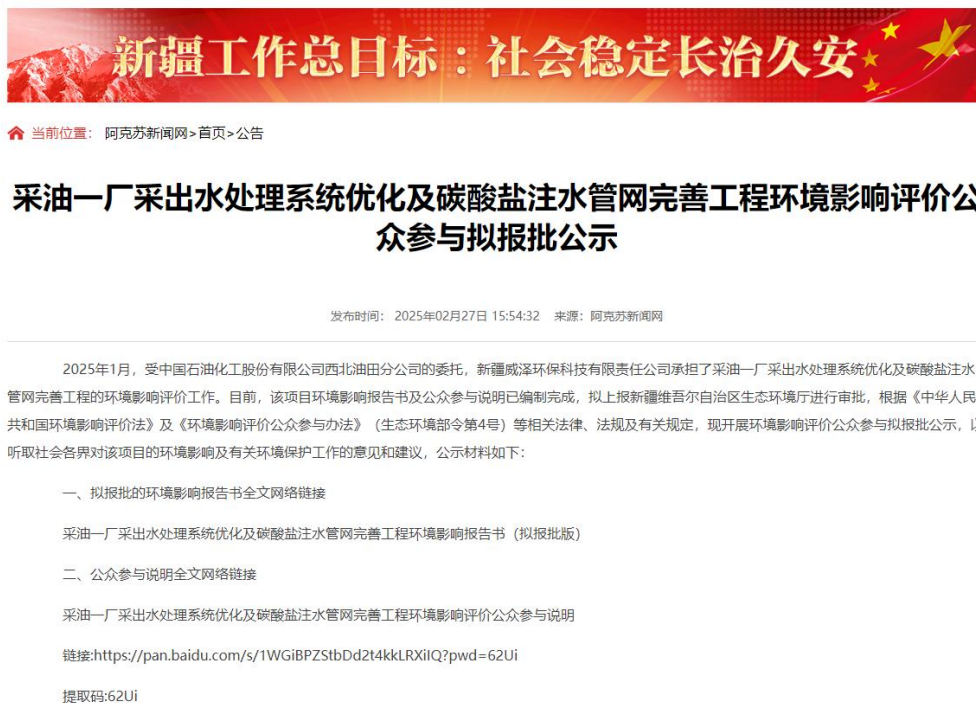 新疆工作总目标：社会稳定长治久安
当前位置： 阿克苏新闻网>首页>公告
采油一厂采出水处理系统优化及碳酸盐注水管网完善工程环境影响评价公
众参与拟报批公示
发布时间： 2025年02月27日 15:54:32 来源：阿克苏新闻网
2025年1月，受中国石油化工股份有限公司西北油田分公司的委托，新疆威泽环保科技有限责任公司承担了采油一厂采出水处理系统优化及碳酸盐注水
管网完善工程的环境影响评价工作。目前，该项目环境影响报告书及公众参与说明已编制完成，拟上报新疆维吾尔自治区生态环境厅进行审批，根据《中华人民
共和国环境影响评价法》及《环境影响评价公众参与办法》（生态环境部令第4号）等相关法律、法规及有关规定，现开展环境影响评价公众参与拟报批公示，以
听取社会各界对该项目的环境影响及有关环境保护工作的意见和建议，公示材料如下：
一、拟报批的环境影响报告书全文网络链接
采油一厂采出水处理系统优化及碳酸盐注水管网完善工程环境影响报告书（拟报批版）
二、公众参与说明全文网络链接
采油一厂采出水处理系统优化及碳酸盐注水管网完善工程环境影响评价公众参与说明
链接:https://pan.baidu.com/s/1WGiBPZStbDd2t4kkLRXiIQ?pwd=62Ui
提取码:62Ui